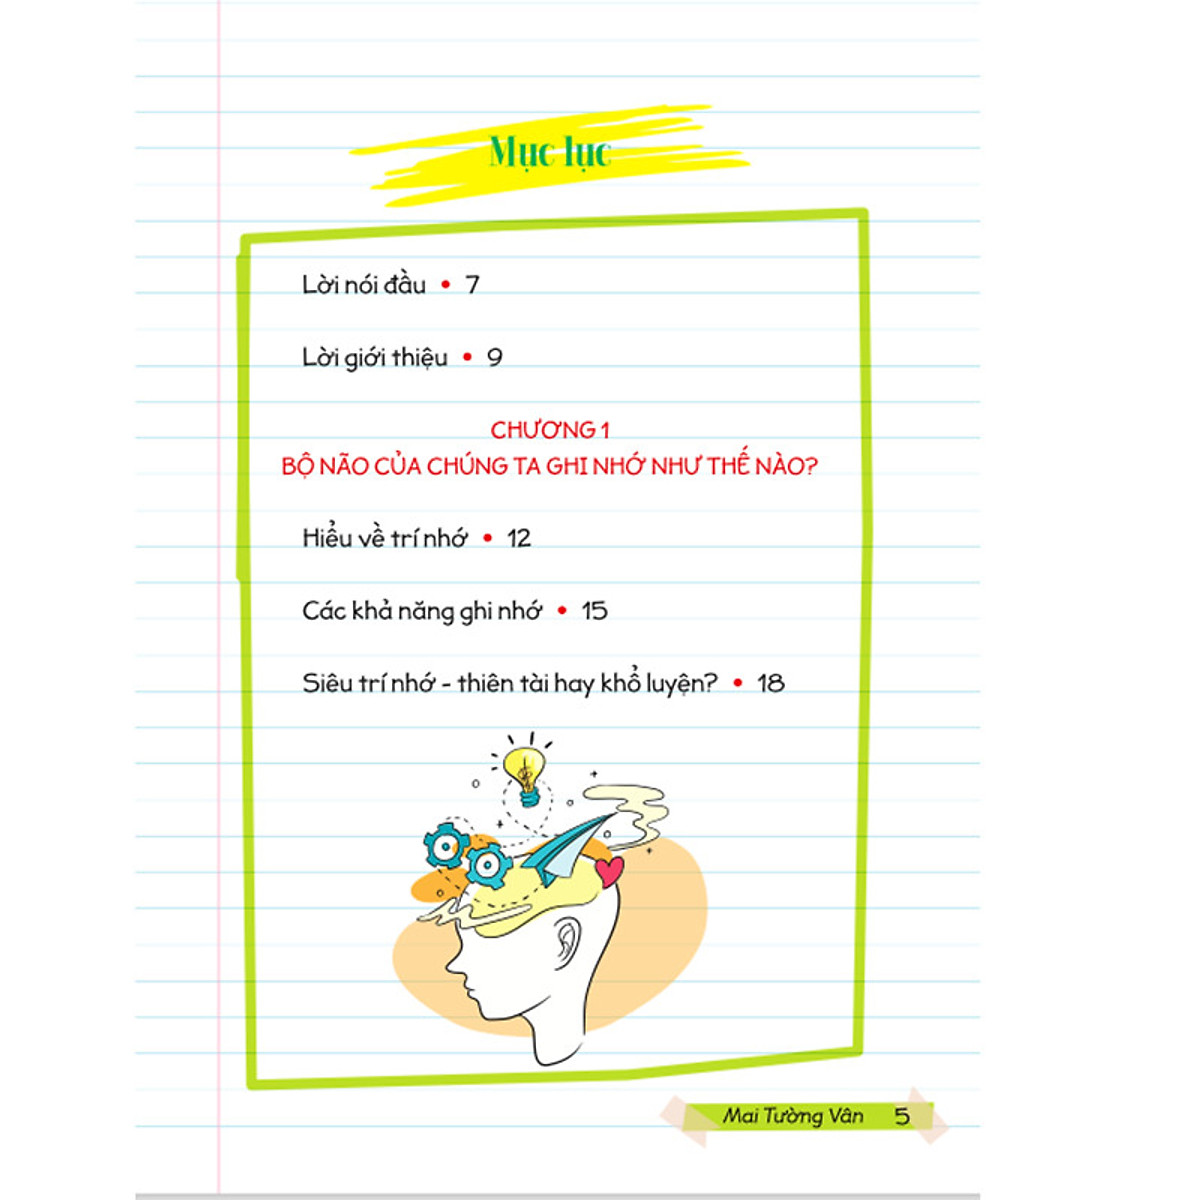 Mục lục
Lời nói đầu • 7
Lời giới thiệu • 9
CHƯƠNG 1
BỘ NÃO CỦA CHÚNG TA GHI NHỚ NHƯ THẾ NÀO?
Hiểu về trí nhớ • 12
Các khả năng ghi nhớ • 15
Siêu trí nhớ - thiên tài hay khổ luyện? • 18
Mai Tường Vân 5